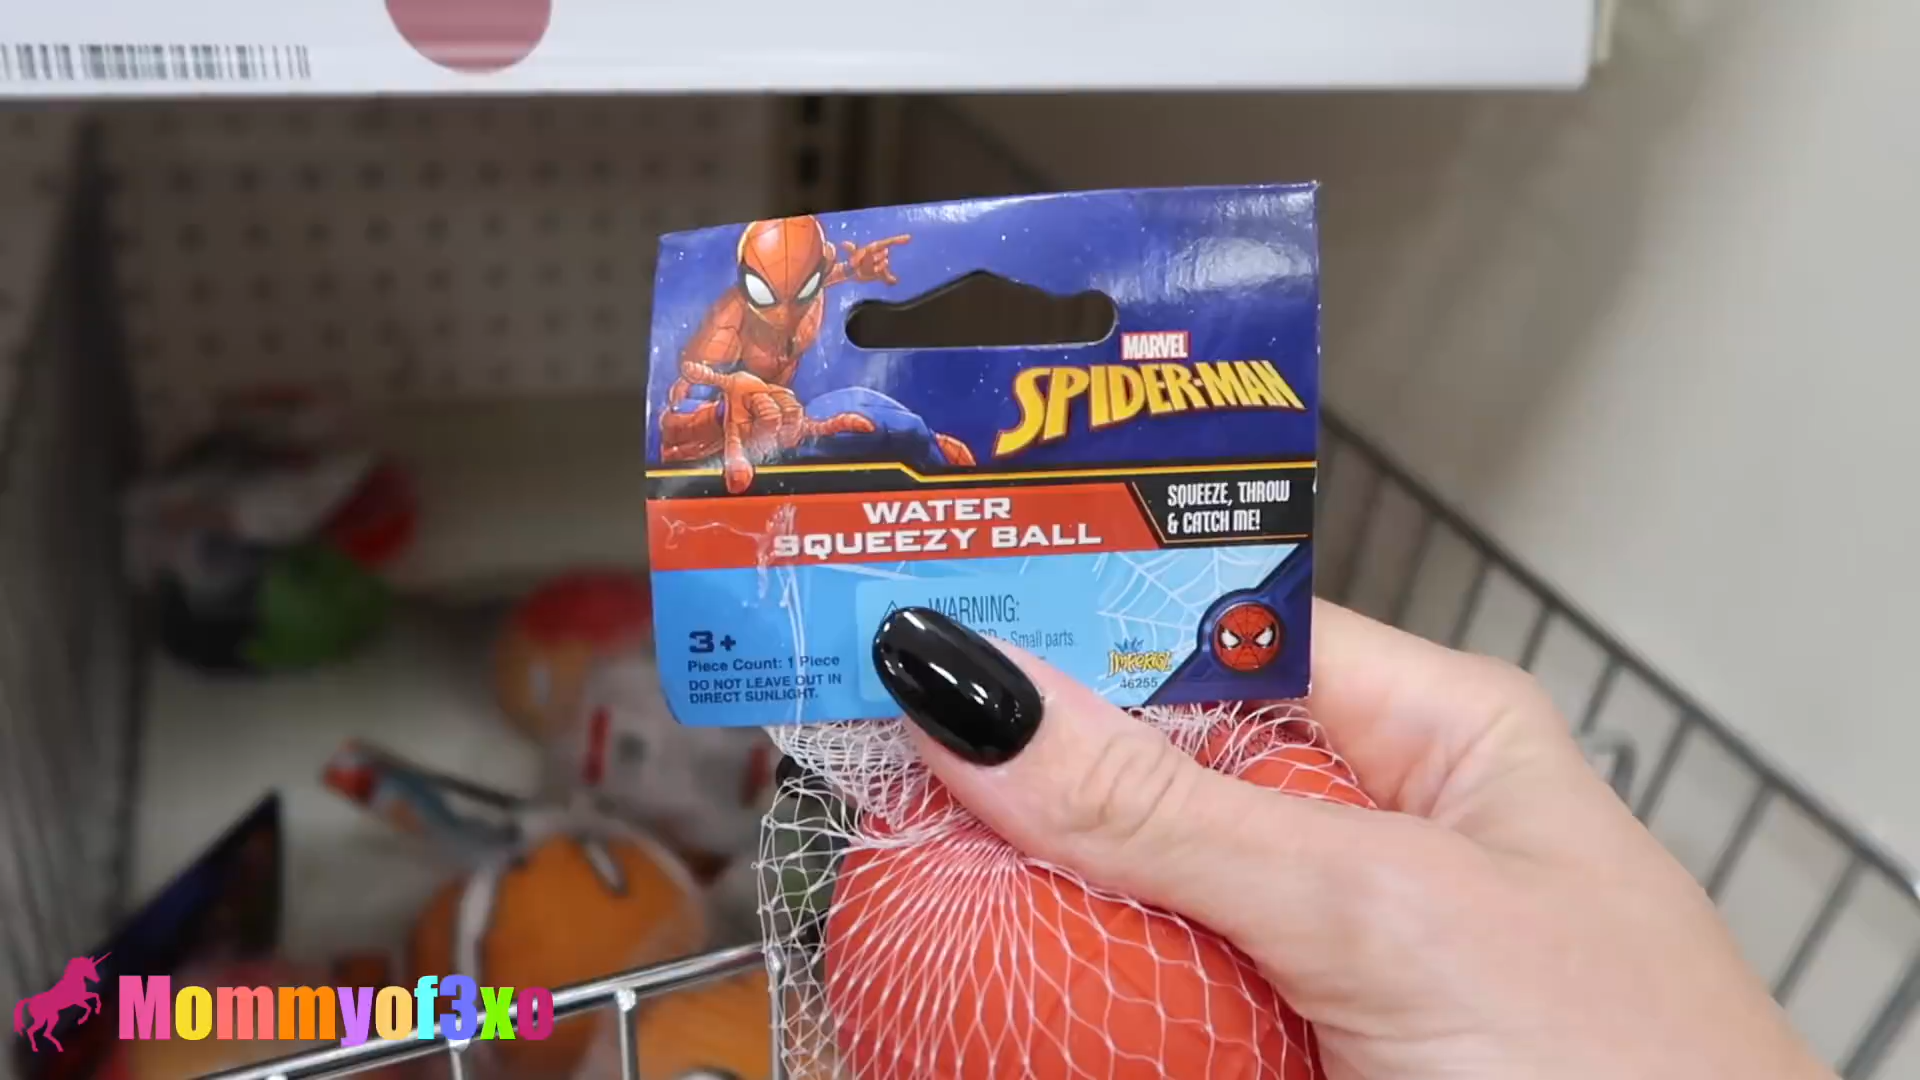 MARVEL
SPIDER-MAN
WATER
SQUEEZY BALL
SQUEEZE, THROW
& CATCH ME!
WARNING:
Small parts.
3+
Piece Count: 1 Piece
DO NOT LEAVE OUT IN
DIRECT SUNLIGHT.
IMPERIAL
46255
Mommyof3xo